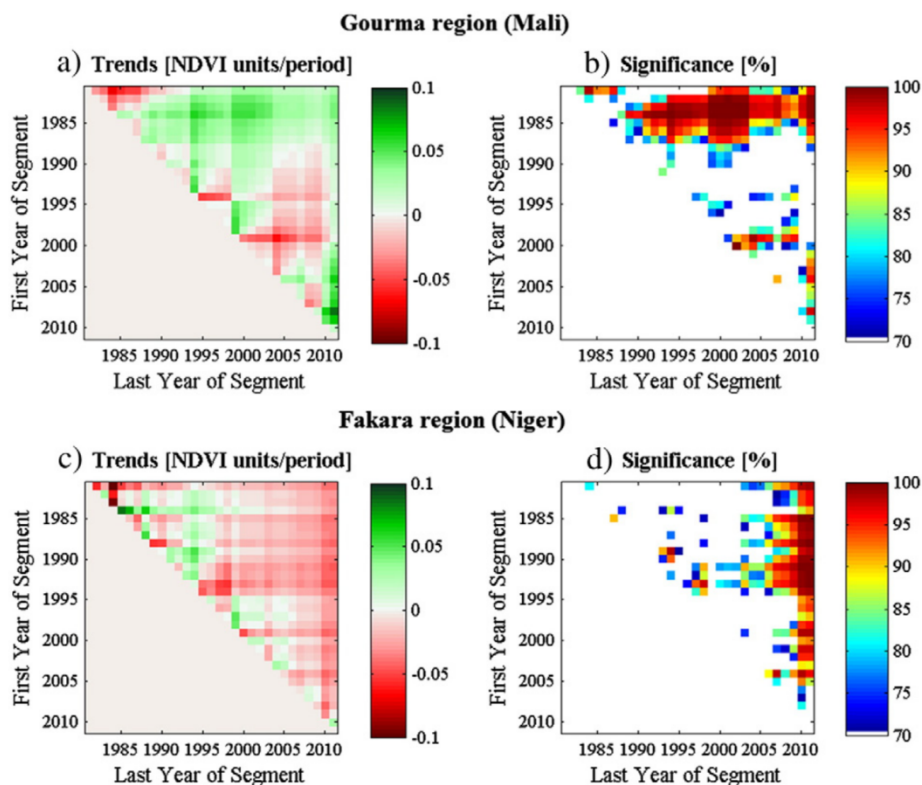 Gourma region (Mali)
a) Trends [NDVI units/period]
b) Significance [%]
First Year of Segment
1985
1990
1995
2000
2005
2010
1985 1990 1995 2000 2005 2010
Last Year of Segment
0.1
0.05
0
-0.05
-0.1
First Year of Segment
1985
1990
1995
2000
2005
2010
1985 1990 1995 2000 2005 2010
Last Year of Segment
100
95
90
85
80
75
70
Fakara region (Niger)
c) Trends [NDVI units/period]
d) Significance [%]
First Year of Segment
1985
1990
1995
2000
2005
2010
1985 1990 1995 2000 2005 2010
Last Year of Segment
0.1
0.05
0
-0.05
-0.1
First Year of Segment
1985
1990
1995
2000
2005
2010
1985 1990 1995 2000 2005 2010
Last Year of Segment
100
95
90
85
80
75
70